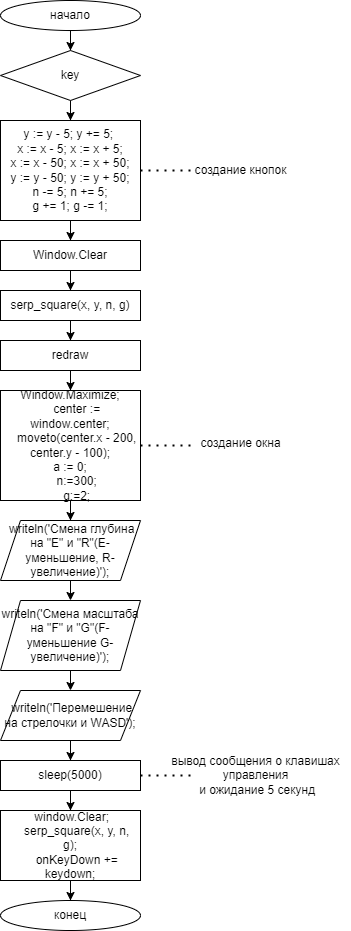 начало
key
y := y - 5; y += 5;
x := x - 5; x := x + 5;
x := x - 50; x := x + 50;
y := y - 50; y := y + 50;
n -= 5; n += 5;
g += 1; g -= 1;
создание кнопок
Window.Clear
serp_square(x, y, n, g)
redraw
Window.Maximize;
center :=
window.center;
moveto(center.x - 200,
center.y - 100);
a := 0;
n:=300;
g:=2;
создание окна
writeln('Смена глубина
на "E" и "R"(E-
уменьшение, R-
увеличение)');
writeln('Смена масштаба
на "F" и "G"(F-
уменьшение G-
увеличение)');
writeln('Перемешение
на стрелочки и WASD');
sleep(5000)
вывод сообщения о клавишах
управления
и ожидание 5 секунд
window.Clear;
serp_square(x, y, n,
g);
onKeyDown +=
keydown;
конец